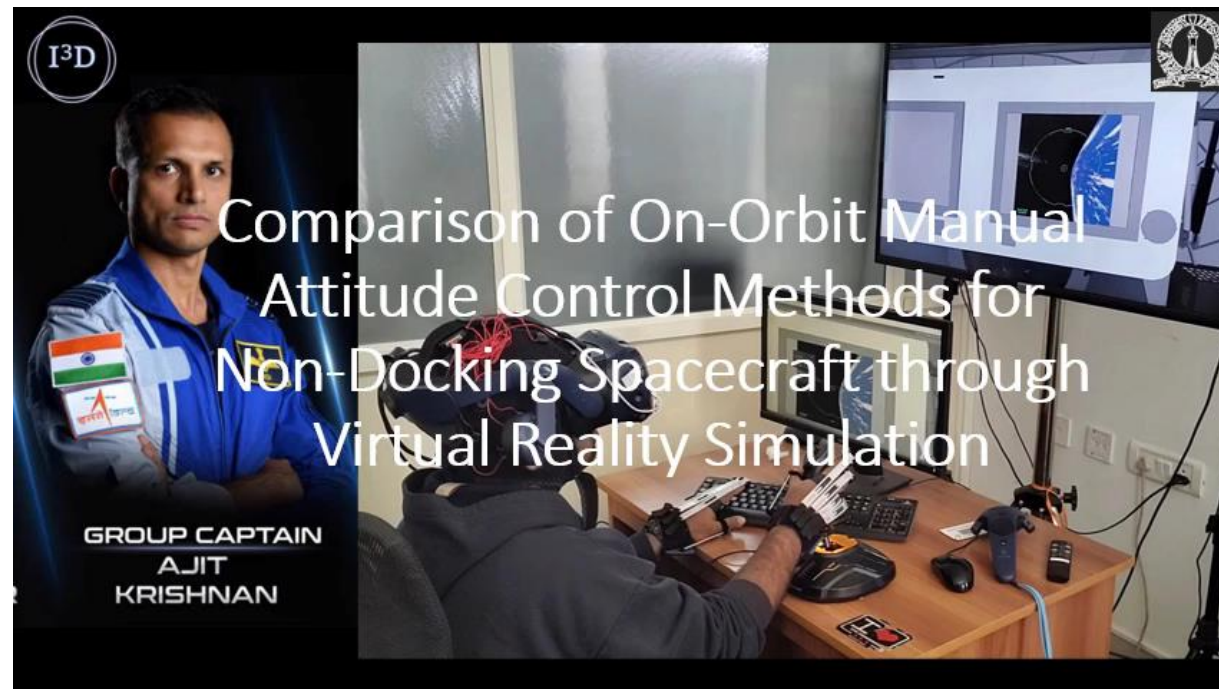 I³D
Comparison of On-Orbit Manual
Attitude Control Methods for
Non-Docking Spacecraft through
Virtual Reality Simulation
GROUP CAPTAIN
AJIT
KRISHNAN